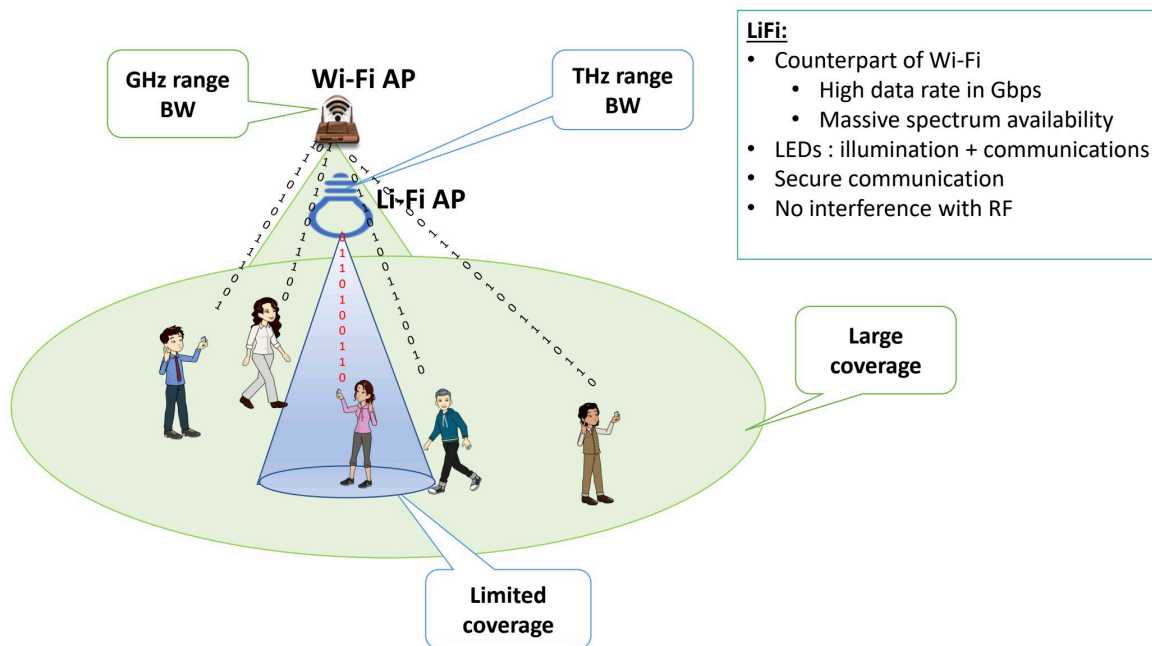 GHz range
BW
Wi-Fi AP
THz range
BW
Li-Fi AP
01101001110
Large
coverage
Limited
coverage
LiFi:
• Counterpart of Wi-Fi
• High data rate in Gbps
• Massive spectrum availability
• LEDs : illumination + communications
• Secure communication
• No interference with RF